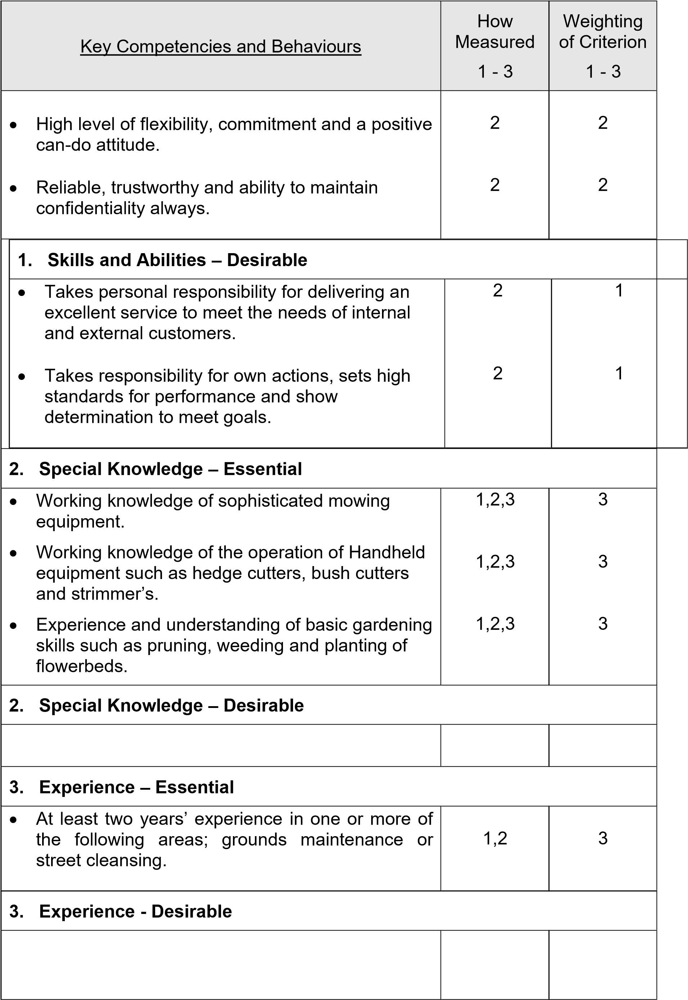 Key Competencies and Behaviours
How
Measured
1 - 3
Weighting
of Criterion
1 - 3
• High level of flexibility, commitment and a positive 2 2
can-do attitude.
• Reliable, trustworthy and ability to maintain 2 2
confidentiality always.
1. Skills and Abilities – Desirable
• Takes personal responsibility for delivering an 2 1
excellent service to meet the needs of internal
and external customers.
• Takes responsibility for own actions, sets high 2 1
standards for performance and show
determination to meet goals.
2. Special Knowledge – Essential
• Working knowledge of sophisticated mowing 1,2,3 3
equipment.
• Working knowledge of the operation of Handheld
equipment such as hedge cutters, bush cutters 1,2,3 3
and strimmer’s.
• Experience and understanding of basic gardening 1,2,3 3
skills such as pruning, weeding and planting of
flowerbeds.
2. Special Knowledge – Desirable
3. Experience – Essential
• At least two years’ experience in one or more of
the following areas; grounds maintenance or 1,2 3
street cleansing.
3. Experience - Desirable